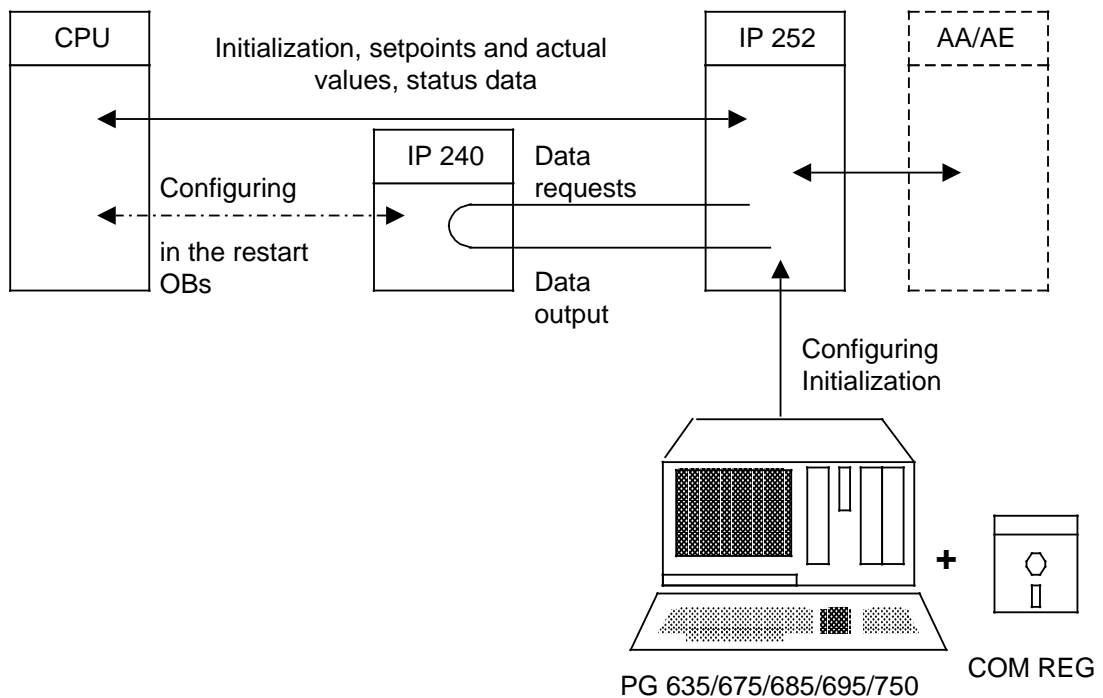 CPU
Initialization, setpoints and actual
values, status data
IP 252
AA/AE
IP 240
Data
requests
Configuring
in the restart
OBs
Data
output
Configuring
Initialization
+
COM REG
PG 635/675/685/695/750